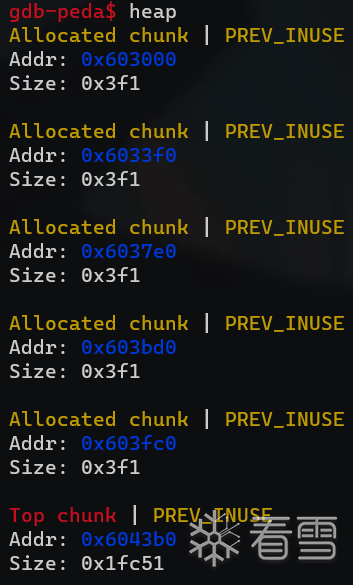 gdb-peda$ heap
Allocated chunk | PREV_INUSE
Addr: 0x603000
Size: 0x3f1
Allocated chunk | PREV_INUSE
Addr: 0x6033f0
Size: 0x3f1
Allocated chunk | PREV_INUSE
Addr: 0x6037e0
Size: 0x3f1
Allocated chunk | PREV_INUSE
Addr: 0x603bd0
Size: 0x3f1
Allocated chunk | PREV_INUSE
Addr: 0x603fc0
Size: 0x3f1
Top chunk | PREV_INUSE
Addr: 0x6043b0
Size: 0x1fc51
看雪